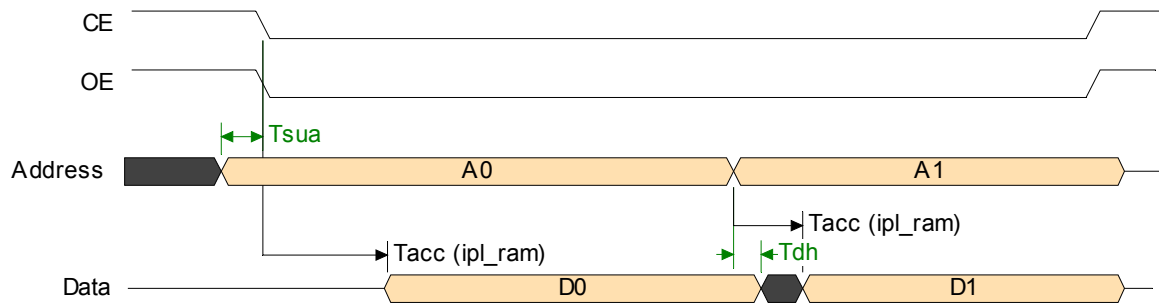 CE
OE
Tsua
Address A0 A1
Tacc (ipl_ram)
Tacc (ipl_ram) Tdh
Data D0 D1